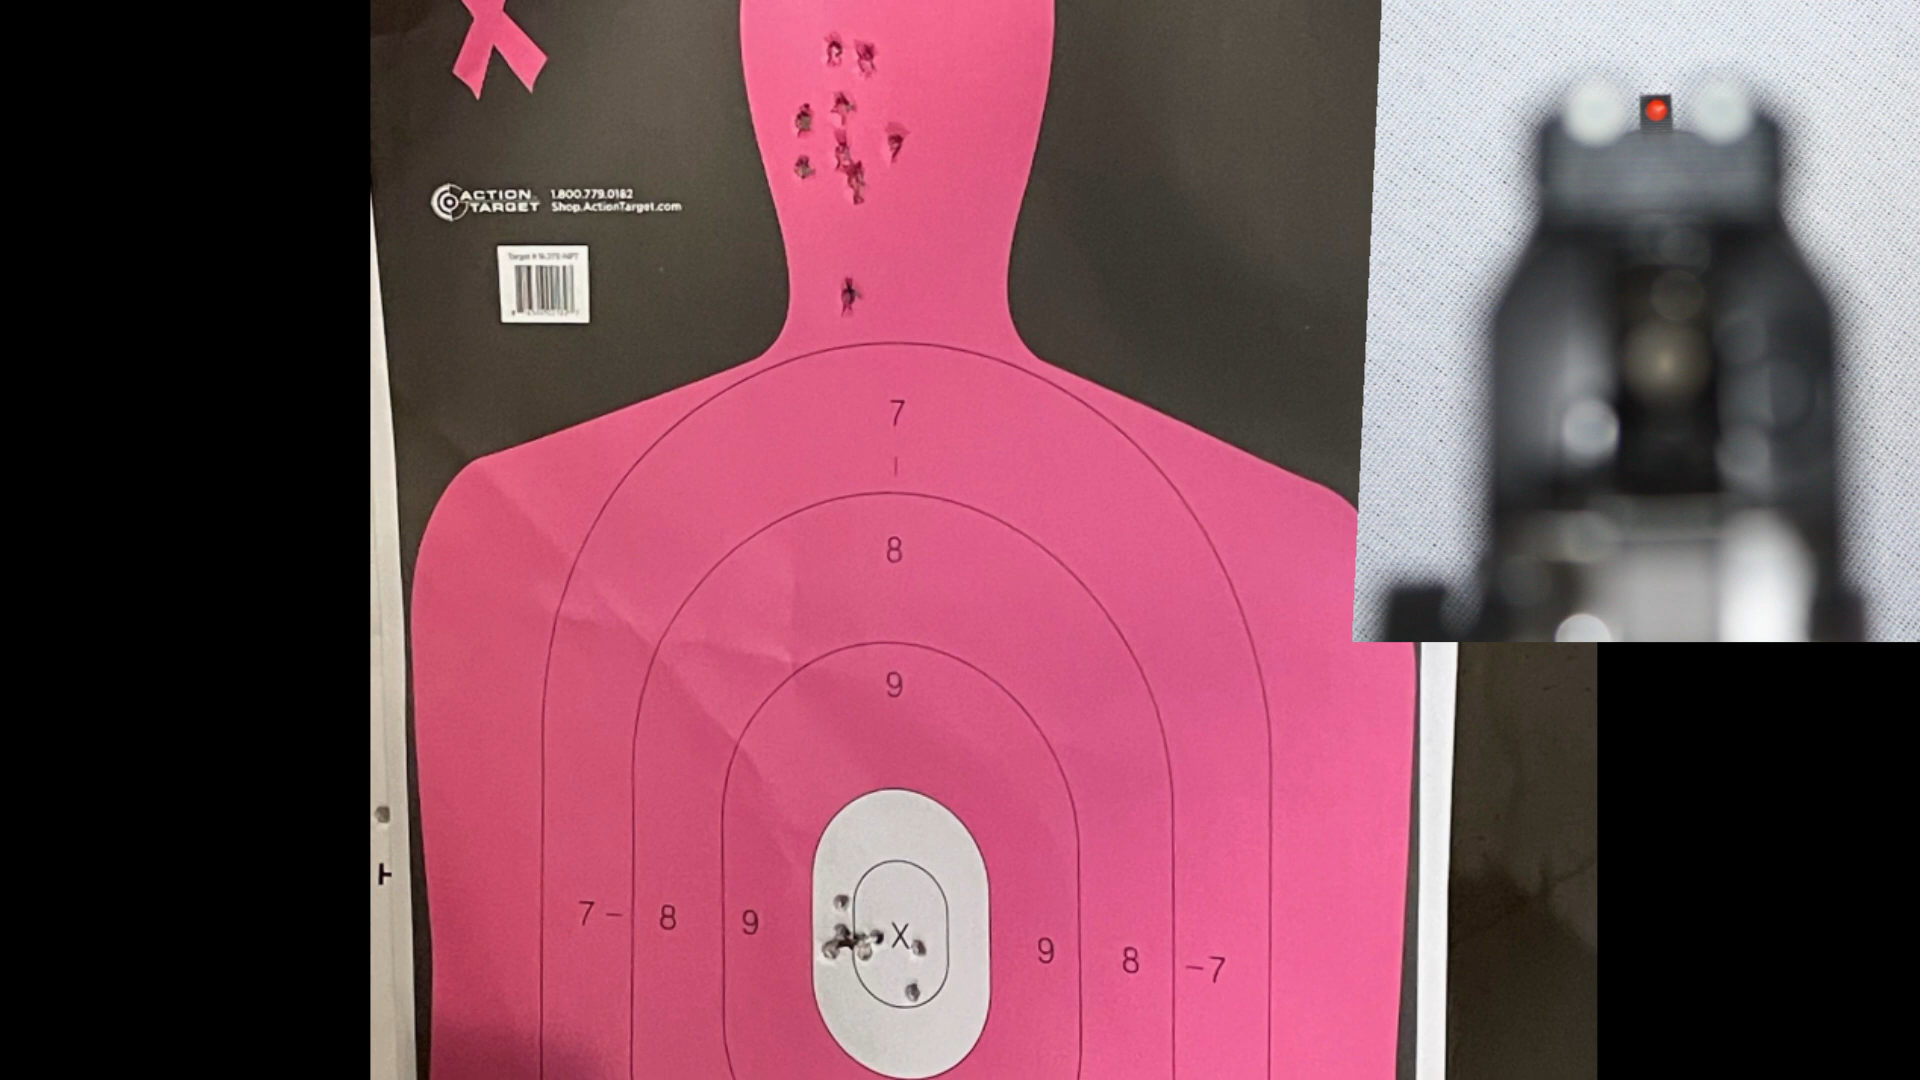 ACTION TARGET
1.800.779.0182
Shop.ActionTarget.com
7
8
9
7 – 8 9 X 9 8 –7